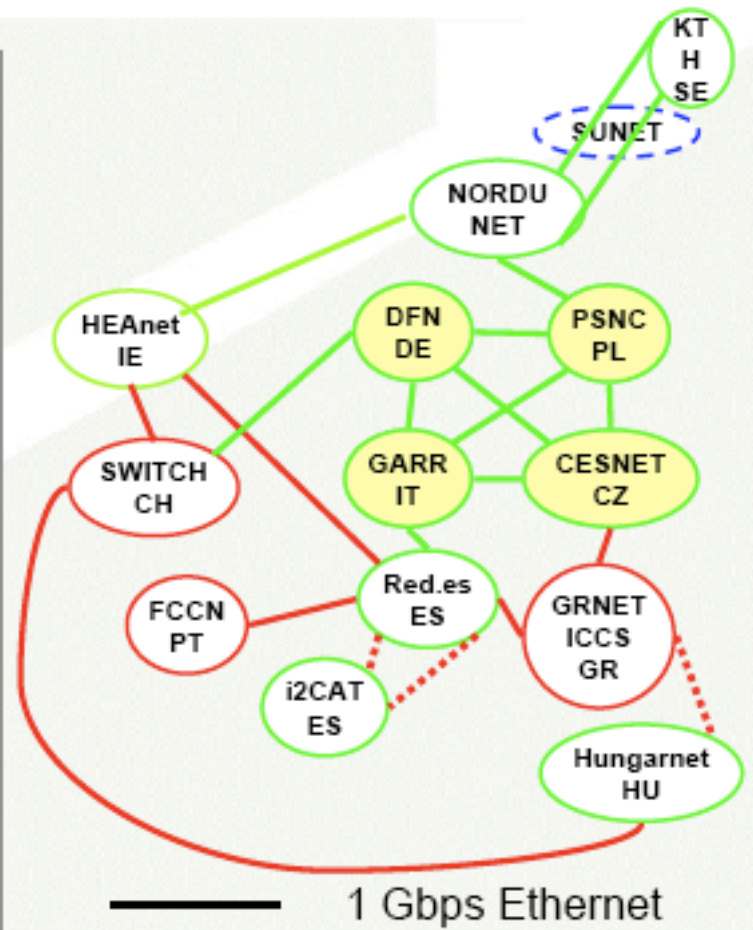 KT
H
SE
SUNET
NORDU
NET
HEAnet
IE
DFN
DE
PSNC
PL
SWITCH
CH
GARR
IT
CESNET
CZ
FCCN
PT
Red.es
ES
GRNET
ICCS
GR
i2CAT
ES
Hungarnet
HU
1 Gbps Ethernet